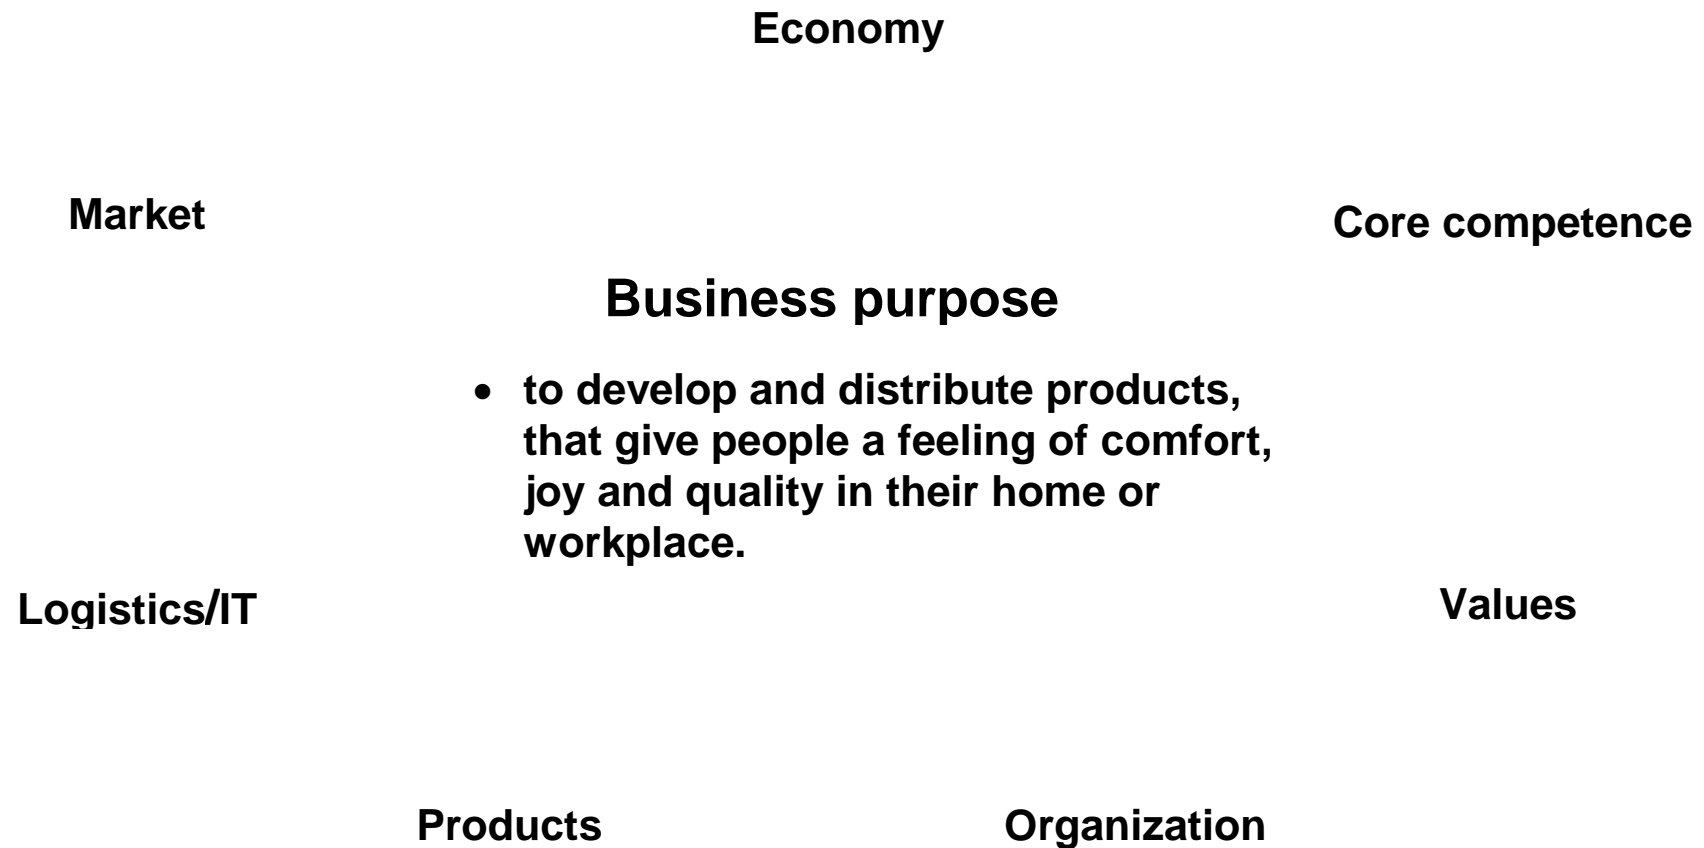 Economy
Market
Core competence
Business purpose
• to develop and distribute products,
that give people a feeling of comfort,
joy and quality in their home or
workplace.
Logistics/IT
Values
Products
Organization